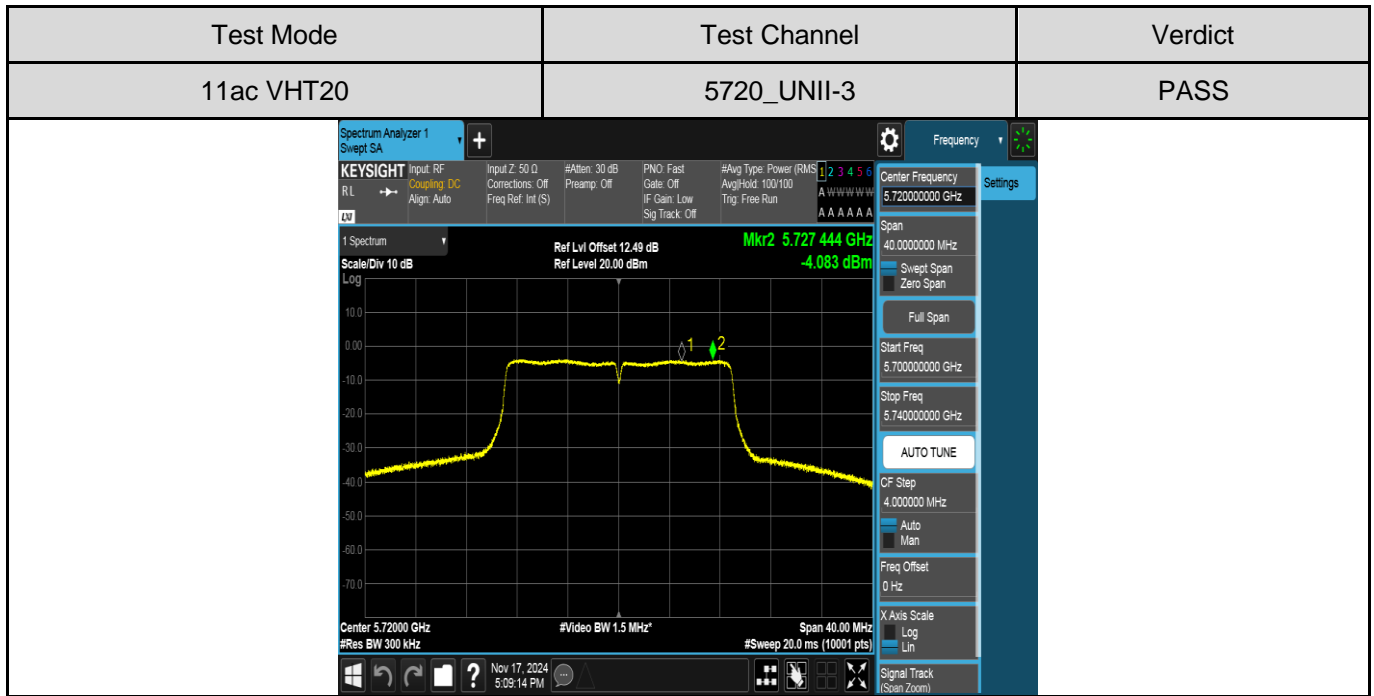 Test Mode Test Channel Verdict
11ac VHT20 5720_UNII-3 PASS
Spectrum Analyzer 1
Swept SA
+
Frequency
KEYSIGHT Input: RF Input Z: 50 Ω #Atten: 30 dB PNO: Fast #Avg Type: Power (RMS 1 2 3 4 5 6
RL Coupling: DC Corrections: Off Preamp: Off Gate: Off Avg|Hold: 100/100 A W W W W W
Align: Auto Freq Ref: Int (S) IF Gain: Low Trig: Free Run
LXI Sig Track: Off A A A A A A
1 Spectrum
Ref Lvl Offset 12.49 dB Mkr2 5.727 444 GHz
Scale/Div 10 dB Ref Level 20.00 dBm -4.083 dBm
Log
10.0
0.00
1 2
-10.0
-20.0
-30.0
-40.0
-50.0
-60.0
-70.0
Center 5.72000 GHz #Video BW 1.5 MHz* Span 40.00 MHz
#Res BW 300 kHz #Sweep 20.0 ms (10001 pts)
? Nov 17, 2024
5:09:14 PM
Center Frequency
5.720000000 GHz
Settings
Span
40.0000000 MHz
Swept Span
Zero Span
Full Span
Start Freq
5.700000000 GHz
Stop Freq
5.740000000 GHz
AUTO TUNE
CF Step
4.000000 MHz
Auto
Man
Freq Offset
0 Hz
X Axis Scale
Log
Lin
Signal Track
(Span Zoom)